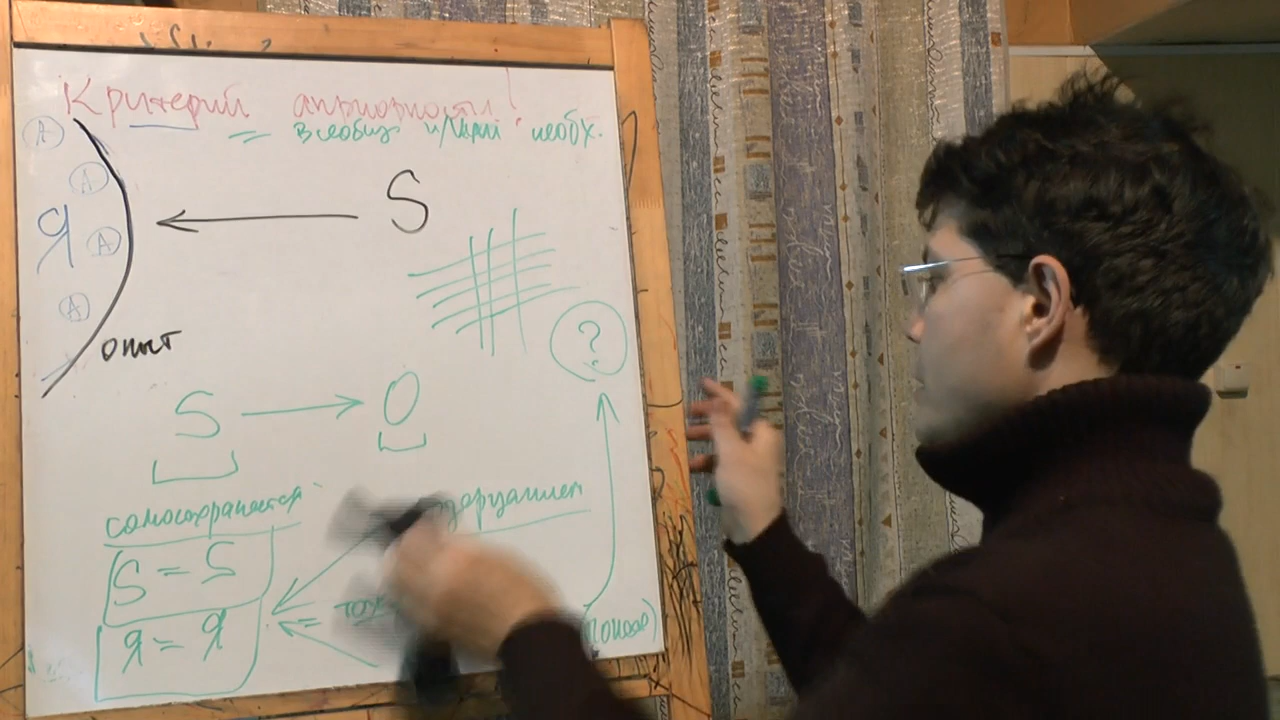 Критерий априорности!
= всеобщ. и/или необх.
A
A
Я
A
A
S
опыт
?
S → O
самосохраняется
S = S
Я = Я
=